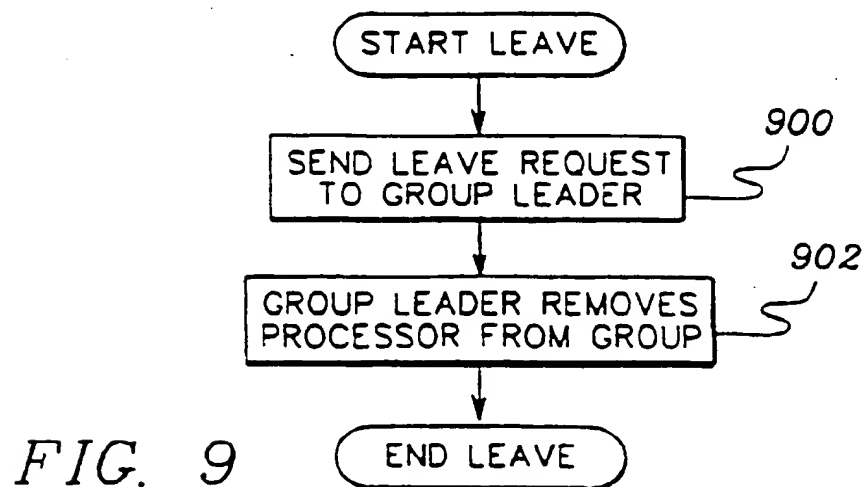 START LEAVE
900
SEND LEAVE REQUEST
TO GROUP LEADER
902
GROUP LEADER REMOVES
PROCESSOR FROM GROUP
END LEAVE
FIG. 9